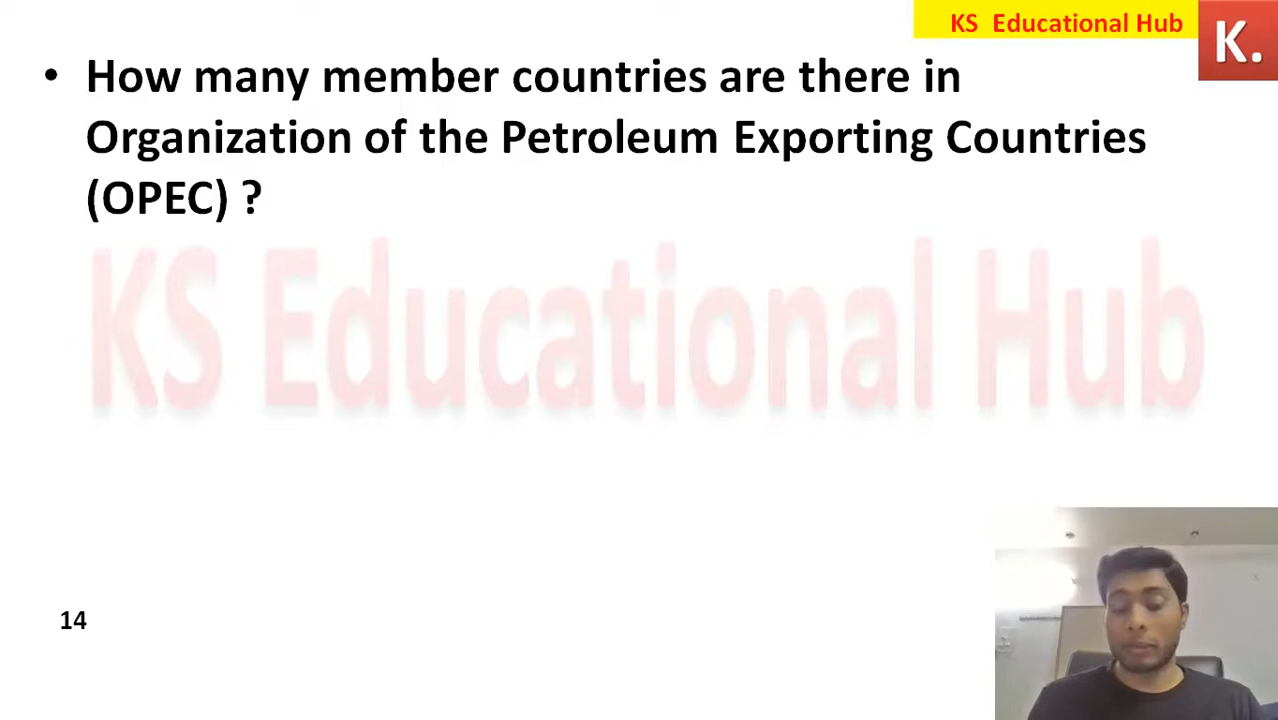 KS Educational Hub
K.
• How many member countries are there in
Organization of the Petroleum Exporting Countries
(OPEC) ?
KS Educational Hub
14